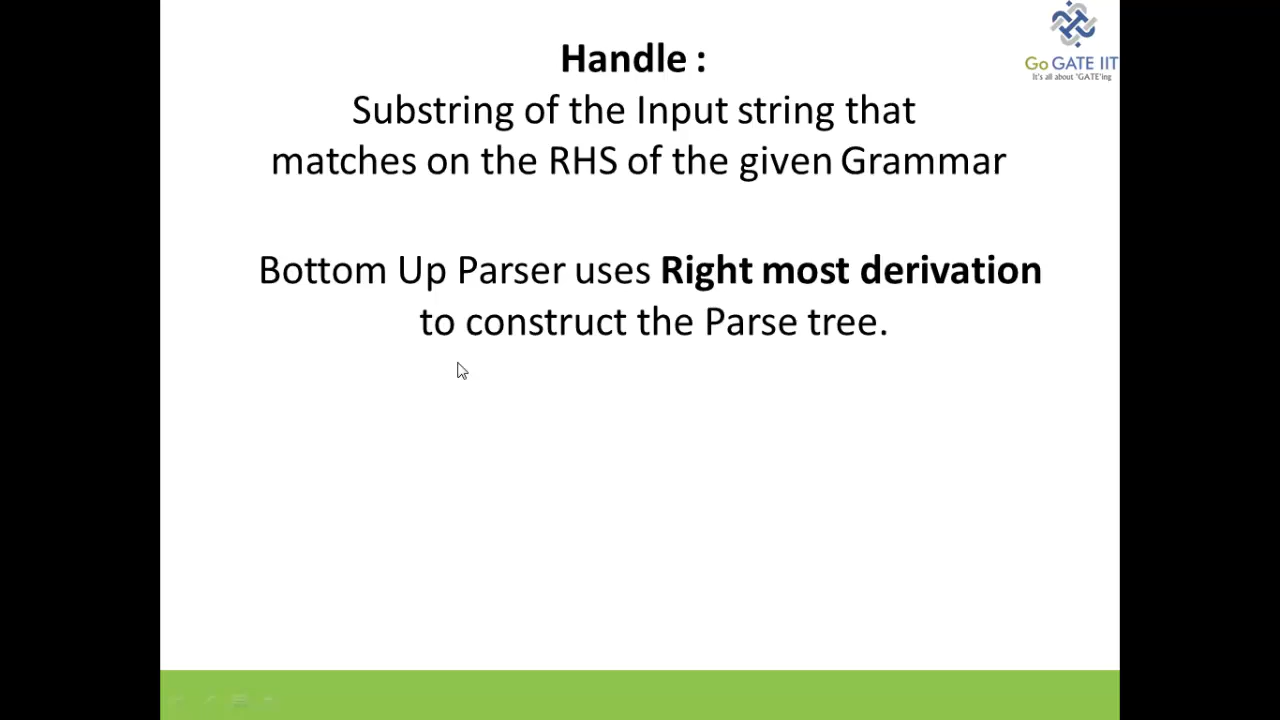 Go GATE IIT
It's all about 'GATE'ing
Handle :
Substring of the Input string that
matches on the RHS of the given Grammar
Bottom Up Parser uses Right most derivation
to construct the Parse tree.